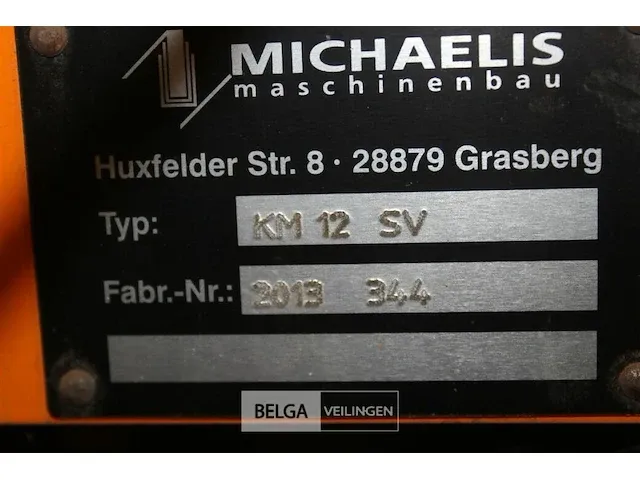 MICHAELIS
maschinenbau
Huxfelder Str. 8 · 28879 Grasberg
Typ: KM 12 SV
Fabr.-Nr.: 2013 344
BELGA VEILINGEN